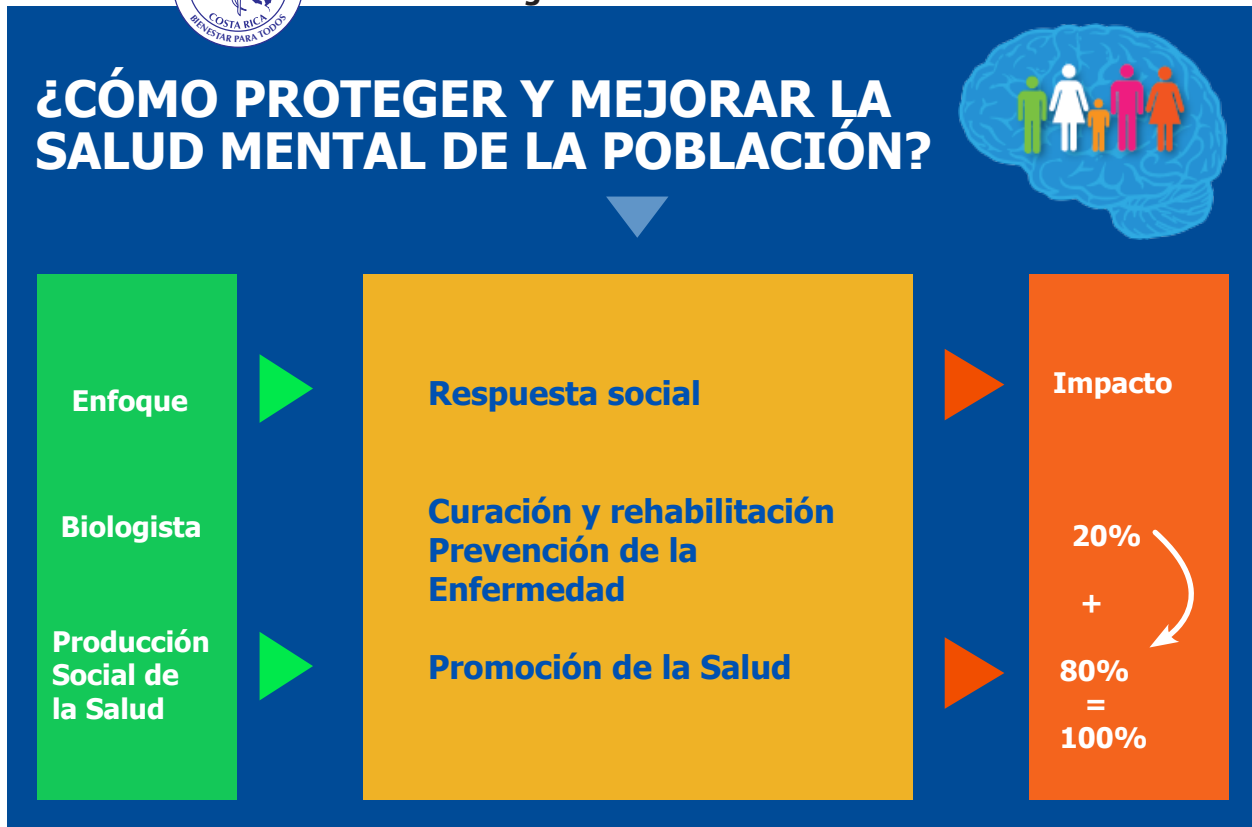 COSTA RICA
BIENESTAR PARA TODOS
¿CÓMO PROTEGER Y MEJORAR LA
SALUD MENTAL DE LA POBLACIÓN?
Enfoque
Respuesta social
Impacto
Biologista
Curación y rehabilitación
Prevención de la
Enfermedad
20%
+
Producción
Social de
la Salud
Promoción de la Salud
80%
=
100%